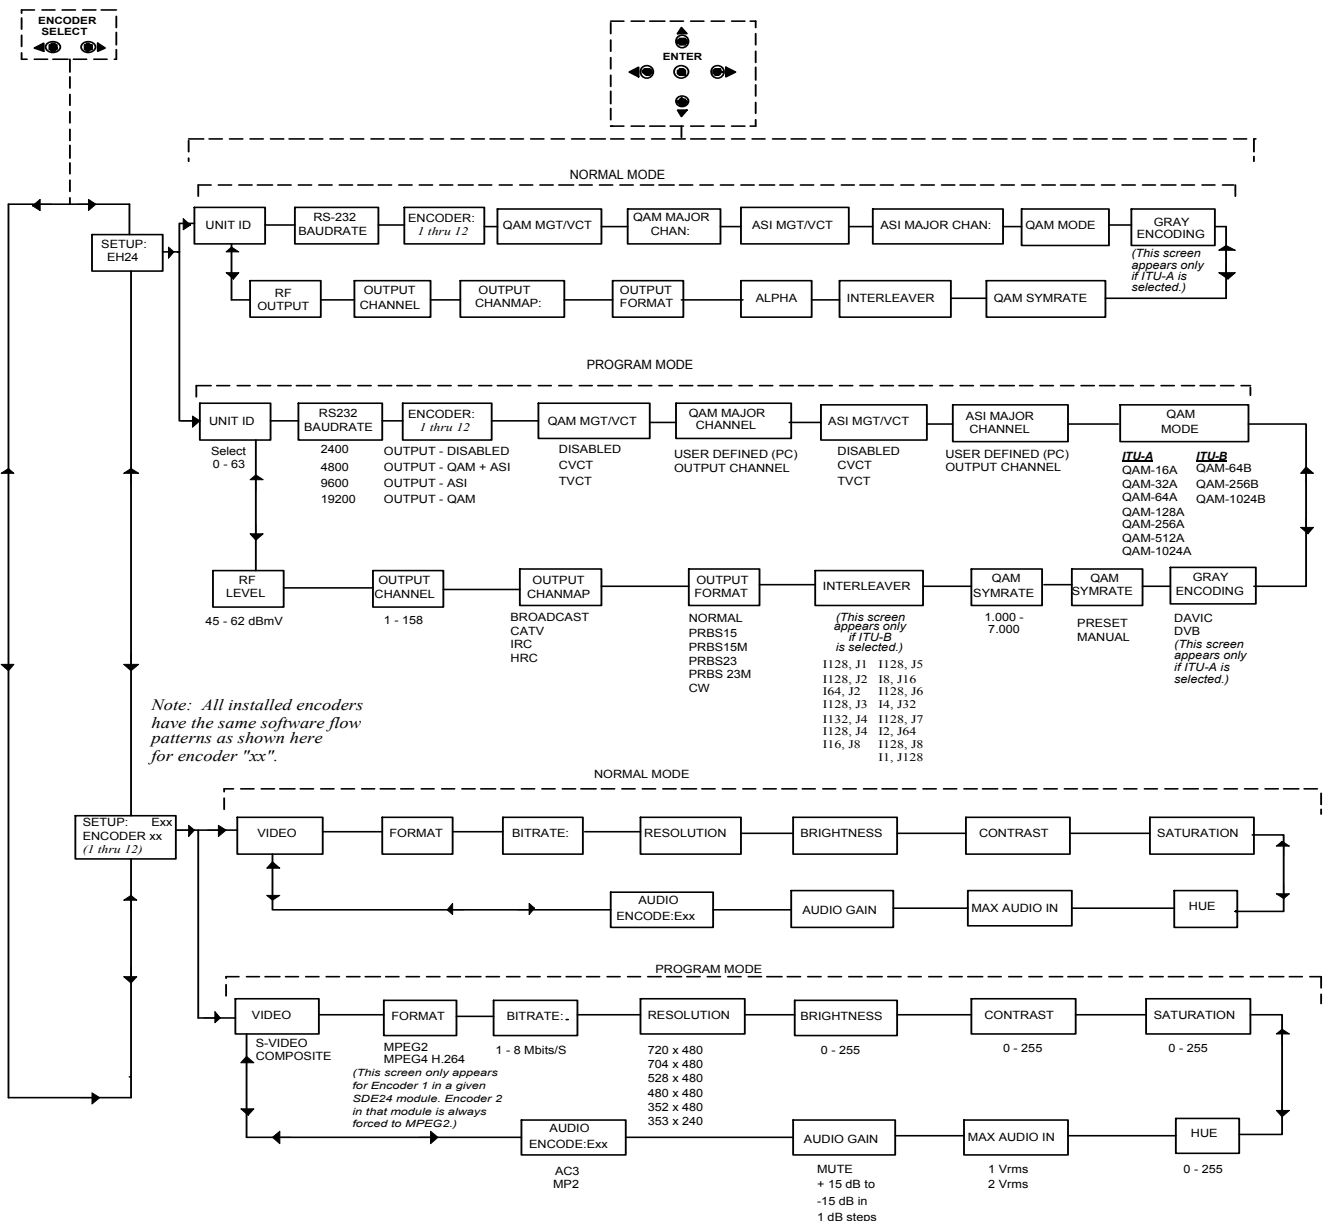 ENCODER
SELECT
ENTER
NORMAL MODE
UNIT ID
RS-232
BAUDRATE
ENCODER:
1 thru 12
QAM MGT/VCT
QAM MAJOR
CHAN:
ASI MGT/VCT
ASI MAJOR CHAN:
QAM MODE
GRAY
ENCODING
(This screen
appears only
if ITU-A is
selected.)
SETUP:
EH24
RF
OUTPUT
OUTPUT
CHANNEL
OUTPUT
CHANMAP:
OUTPUT
FORMAT
ALPHA
INTERLEAVER
QAM SYMRATE
PROGRAM MODE
UNIT ID
Select
0 - 63
RS232
BAUDRATE
2400
4800
9600
19200
ENCODER:
1 thru 12
OUTPUT - DISABLED
OUTPUT - QAM + ASI
OUTPUT - ASI
OUTPUT - QAM
QAM MGT/VCT
DISABLED
CVCT
TVCT
QAM MAJOR
CHANNEL
USER DEFINED (PC)
OUTPUT CHANNEL
ASI MGT/VCT
DISABLED
CVCT
TVCT
ASI MAJOR
CHANNEL
USER DEFINED (PC)
OUTPUT CHANNEL
QAM
MODE
ITU-A
QAM-16A
QAM-32A
QAM-64A
QAM-128A
QAM-256A
QAM-512A
QAM-1024A
ITU-B
QAM-64B
QAM-256B
QAM-1024B
RF
LEVEL
45 - 62 dBmV
OUTPUT
CHANNEL
1 - 158
OUTPUT
CHANMAP
BROADCAST
CATV
IRC
HRC
OUTPUT
FORMAT
NORMAL
PRBS15
PRBS15M
PRBS23
PRBS 23M
CW
INTERLEAVER
(This screen
appears only
if ITU-B
is selected.)
I128, J1 I128, J5
I128, J2 I8, J16
I64, J2 I128, J6
I128, J3 I4, J32
I132, J4 I128, J7
I128, J4 I2, J64
I16, J8 I128, J8
I1, J128
QAM
SYMRATE
1.000 -
7.000
QAM
SYMRATE
PRESET
MANUAL
GRAY
ENCODING
DAVIC
DVB
(This screen
appears only
if ITU-A is
selected.)
Note: All installed encoders
have the same software flow
patterns as shown here
for encoder "xx".
NORMAL MODE
SETUP: Exx
ENCODER xx
(1 thru 12)
VIDEO
FORMAT
BITRATE:
RESOLUTION
BRIGHTNESS
CONTRAST
SATURATION
AUDIO
ENCODE:Exx
AUDIO GAIN
MAX AUDIO IN
HUE
PROGRAM MODE
VIDEO
S-VIDEO
COMPOSITE
FORMAT
MPEG2
MPEG4 H.264
(This screen only appears
for Encoder 1 in a given
SDE24 module. Encoder 2
in that module is always
forced to MPEG2.)
BITRATE:
1 - 8 Mbits/S
RESOLUTION
720 x 480
704 x 480
528 x 480
480 x 480
352 x 480
353 x 240
BRIGHTNESS
0 - 255
CONTRAST
0 - 255
SATURATION
0 - 255
AUDIO
ENCODE:Exx
AC3
MP2
AUDIO GAIN
MUTE
+ 15 dB to
-15 dB in
1 dB steps
MAX AUDIO IN
1 Vrms
2 Vrms
HUE
0 - 255